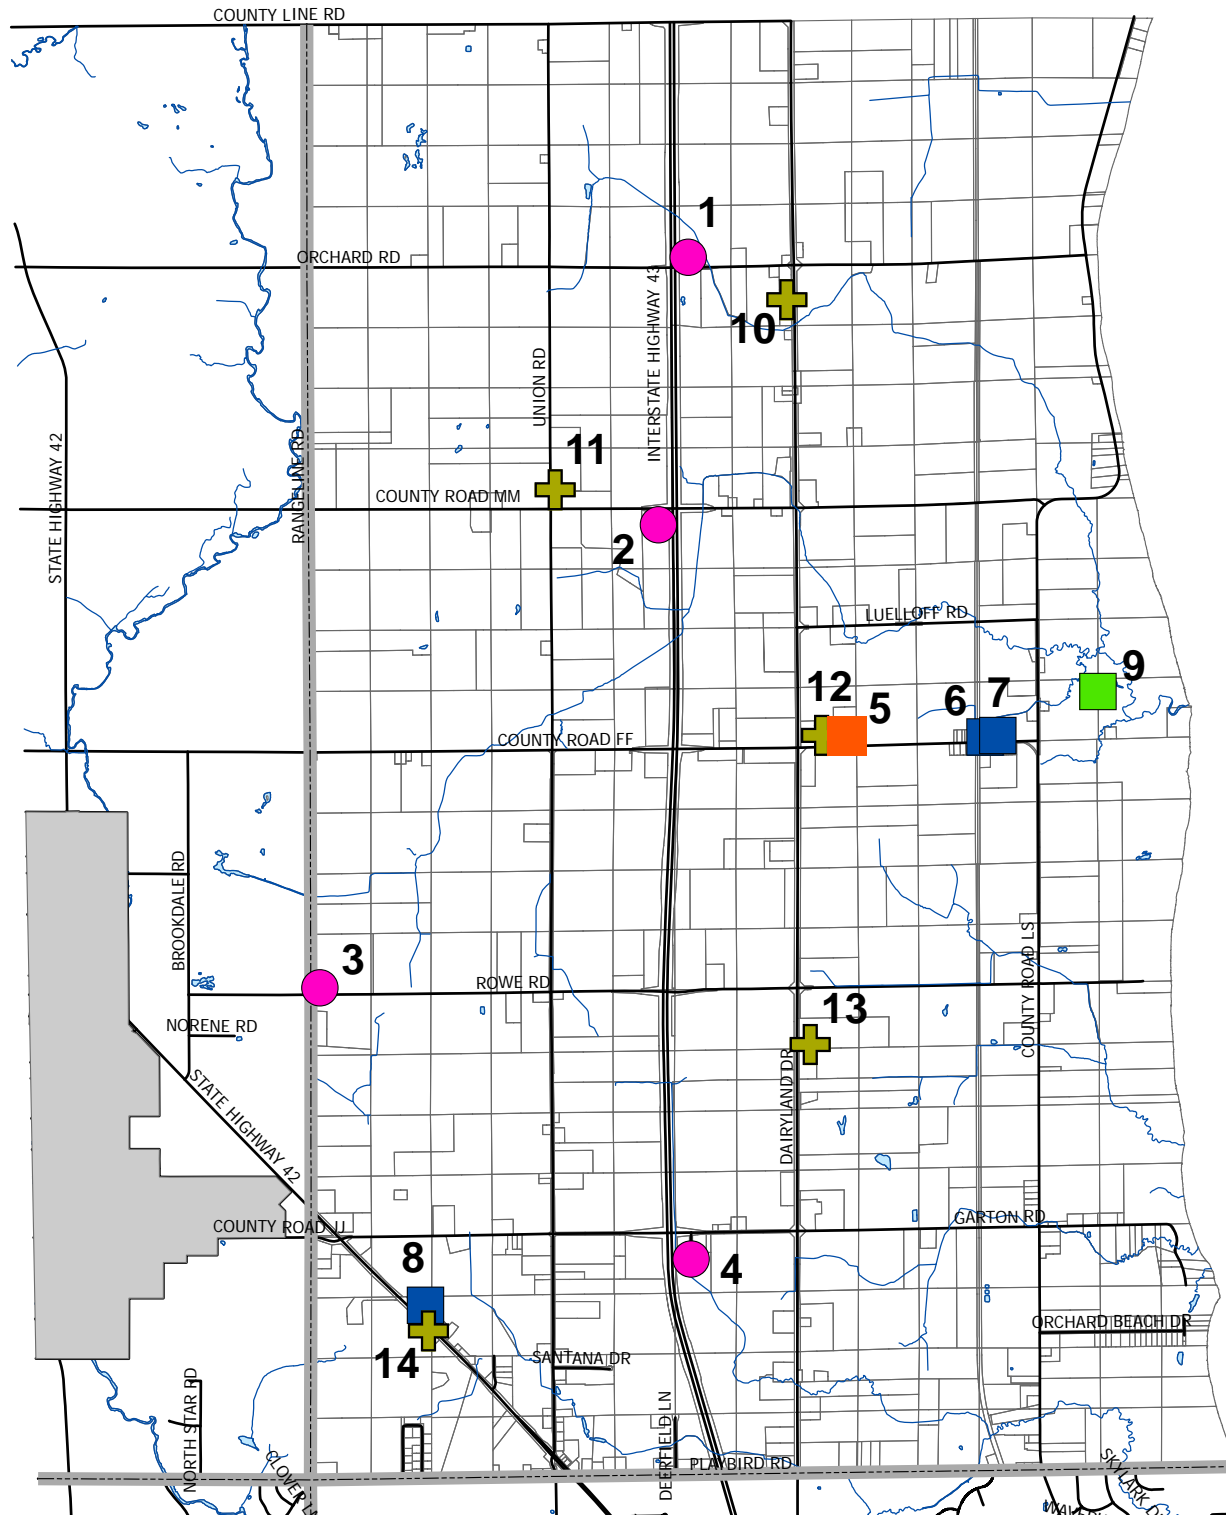 COUNTY LINE RD
1
ORCHARD RD
INTERSTATE HIGHWAY 43
10
UNION RD
11
STATE HIGHWAY 42
RANGELINE RD
COUNTY ROAD MM
2
LUELLOFF RD
9
12
5
6
7
COUNTY ROAD FF
BROOKDALE RD
3
ROWE RD
COUNTY ROAD LS
13
NORENE RD
DAIRYLAND DR
STATE HIGHWAY 42
COUNTY ROAD JJ
GARTON RD
8
4
ORCHARD BEACH DR
14
SANTANA DR
NORTH STAR RD
DEERFIELD LN
PLAYBIRD RD